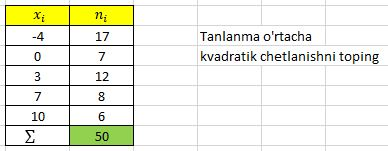 xᵢ nᵢ
-4 17 Tanlanma o'rtacha
0 7 kvadratik chetlanishni toping
3 12
7 8
10 6
∑ 50